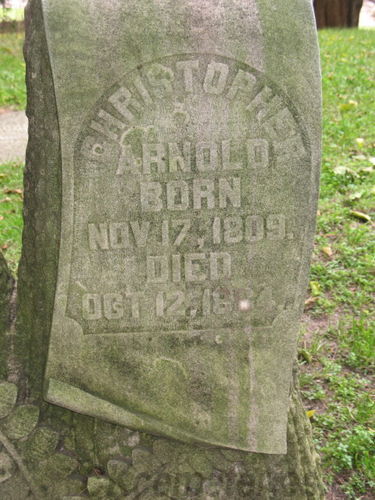 CHRISTOPHER
ARNOLD
BORN
NOV 17, 1809.
DIED
OCT 12,